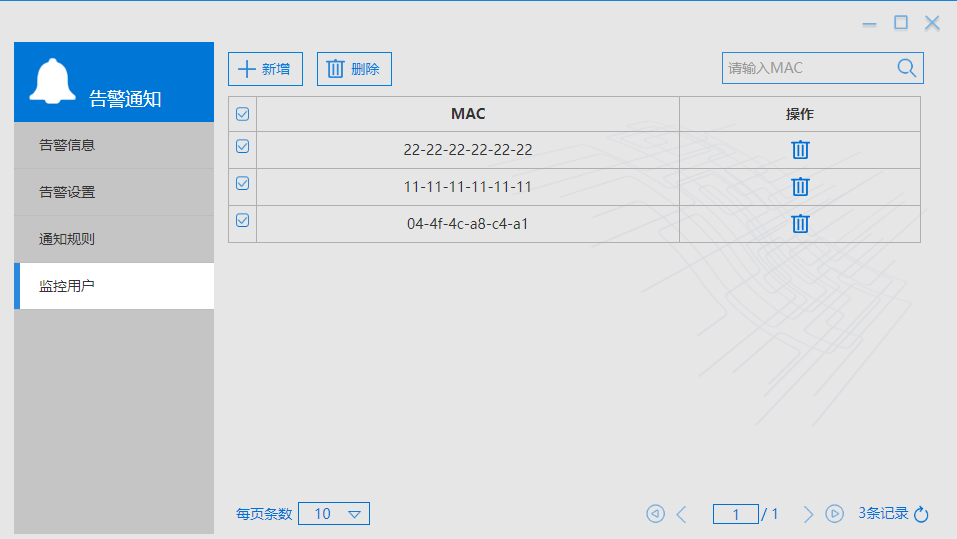 告警通知
告警信息
告警设置
通知规则
监控用户
新增 删除 请输入MAC
MAC 操作
22-22-22-22-22-22
11-11-11-11-11-11
04-4f-4c-a8-c4-a1
每页条数 10 1 / 1 3条记录